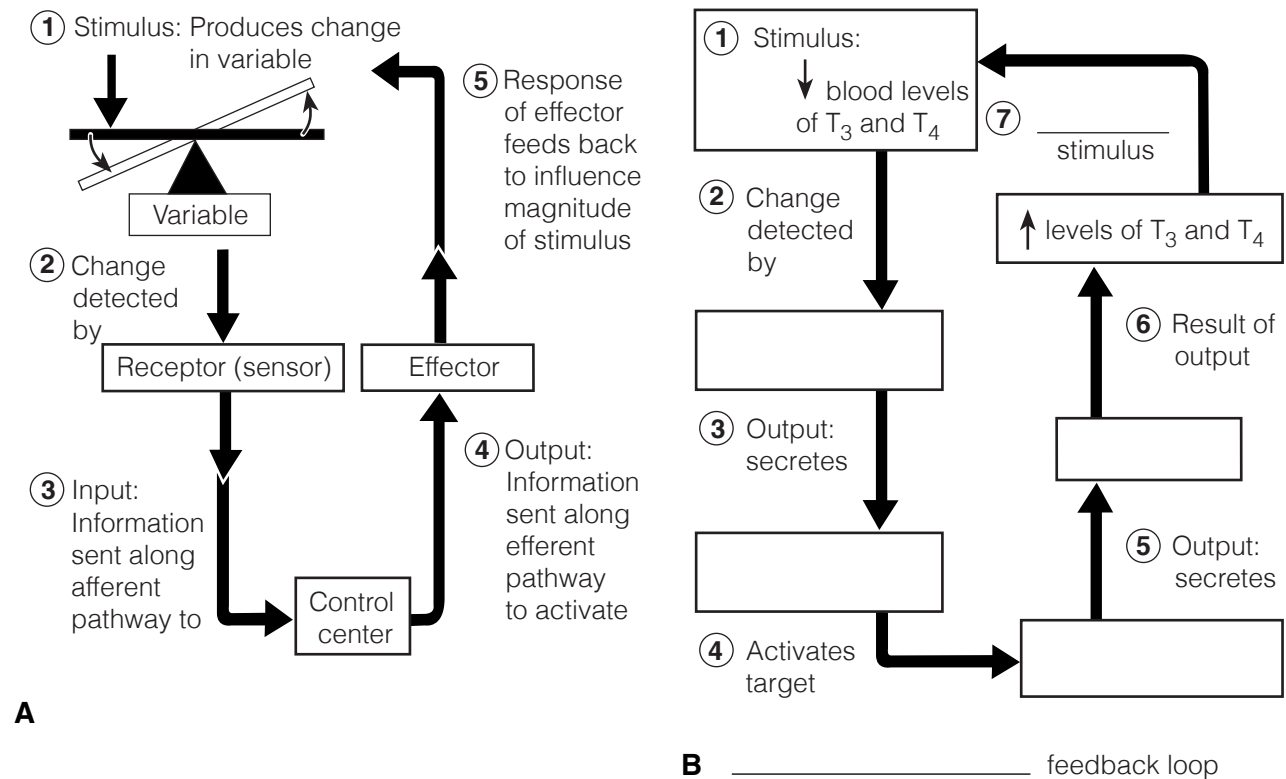 ① Stimulus: Produces change
in variable
⑤ Response
of effector
feeds back
to influence
magnitude
of stimulus
Variable
② Change
detected
by
Receptor (sensor)
Effector
③ Input:
Information
sent along
afferent
pathway to
④ Output:
Information
sent along
efferent
pathway
to activate
Control
center
A
① Stimulus:
↓ blood levels
of T₃ and T₄
⑦ __________
stimulus
② Change
detected
by
↑ levels of T₃ and T₄
⑥ Result of
output
③ Output:
secretes
⑤ Output:
secretes
④ Activates
target
B ____________________ feedback loop